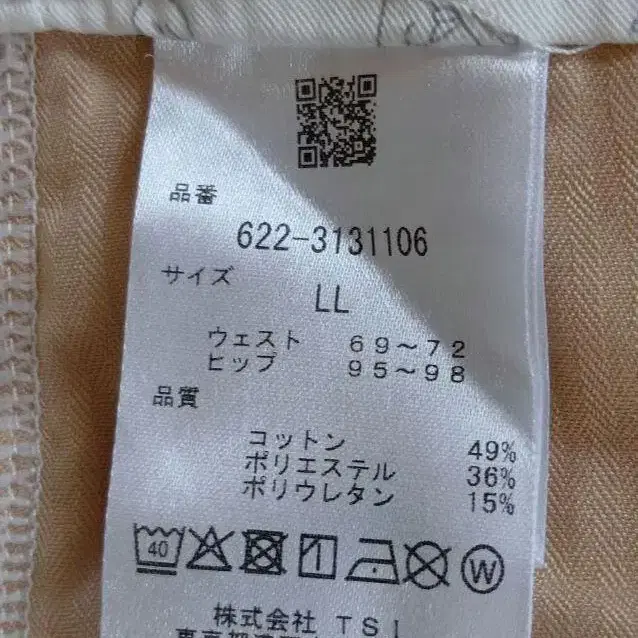 品番
622-3131106
サイズ
LL
ウェスト 69～72
ヒップ 95～98
品質
コットン 49%
ポリエステル 36%
ポリウレタン 15%
40
W
株式会社 TSI